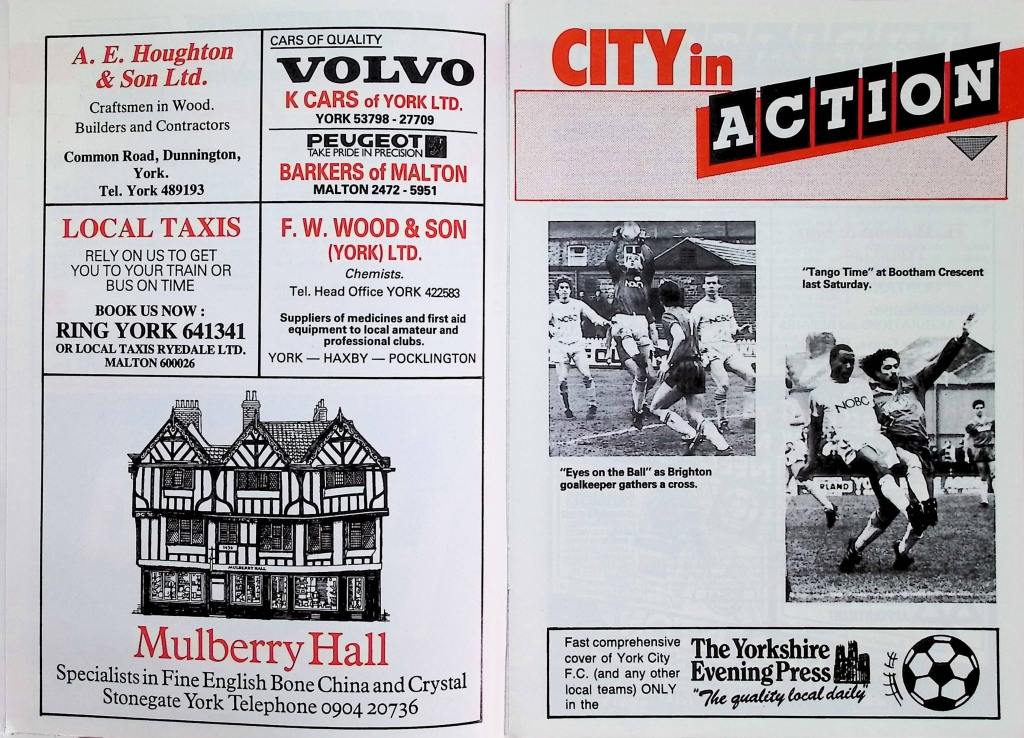 A. E. Houghton
& Son Ltd.
Craftsmen in Wood.
Builders and Contractors
Common Road, Dunnington,
York.
Tel. York 489193
CARS OF QUALITY
VOLVO
K CARS of YORK LTD.
YORK 53798 - 27709
PEUGEOT
TAKE PRIDE IN PRECISION
BARKERS of MALTON
MALTON 2472 - 5951
LOCAL TAXIS
RELY ON US TO GET
YOU TO YOUR TRAIN OR
BUS ON TIME
BOOK US NOW :
RING YORK 641341
OR LOCAL TAXIS RYEDALE LTD.
MALTON 600026
F. W. WOOD & SON
(YORK) LTD.
Chemists.
Tel. Head Office YORK 422583
Suppliers of medicines and first aid
equipment to local amateur and
professional clubs.
YORK — HAXBY — POCKLINGTON
MULBERRY HALL
Mulberry Hall
Specialists in Fine English Bone China and Crystal
Stonegate York Telephone 0904 20736
CITY in
ACTION
NOBO
NOBO
"Eyes on the Ball" as Brighton
goalkeeper gathers a cross.
"Tango Time" at Bootham Crescent
last Saturday.
NOBO
RLAND
Fast comprehensive
cover of York City
F.C. (and any other
local teams) ONLY
in the
The Yorkshire
Evening Press
"The quality local daily"